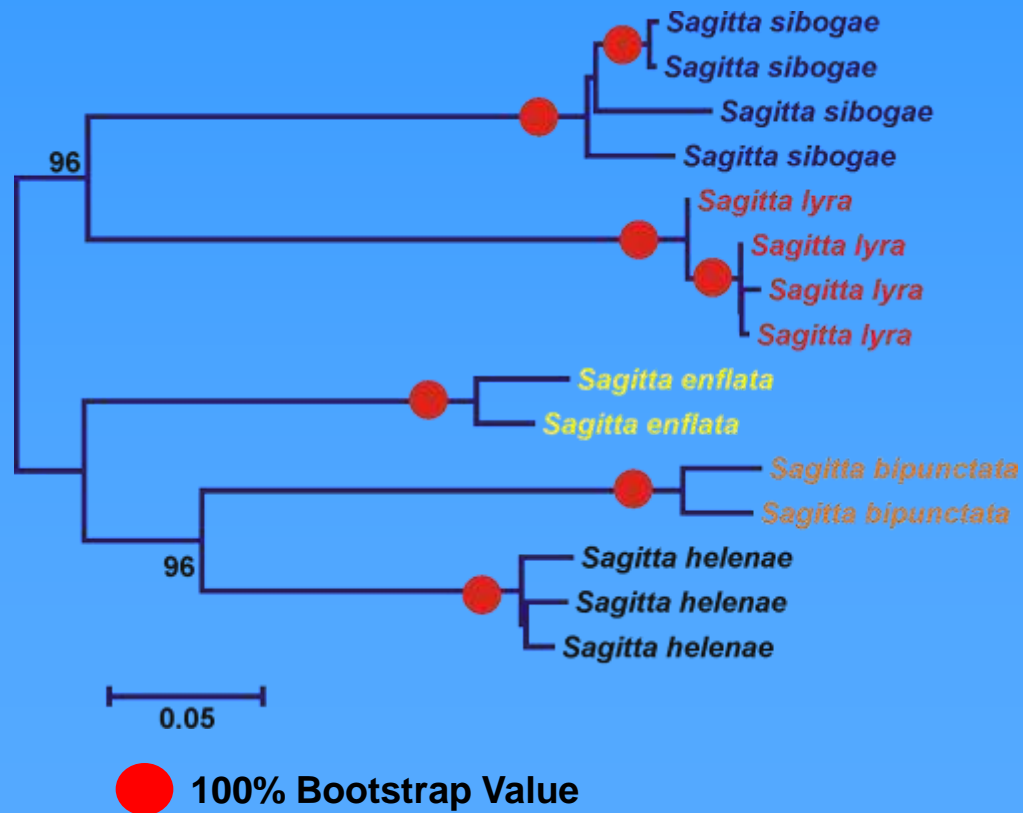 Sagitta sibogae
Sagitta sibogae
Sagitta sibogae
Sagitta sibogae
96
Sagitta lyra
Sagitta lyra
Sagitta lyra
Sagitta lyra
Sagitta enflata
Sagitta enflata
Sagitta bipunctata
Sagitta bipunctata
Sagitta helenae
96
Sagitta helenae
Sagitta helenae
0.05
100% Bootstrap Value